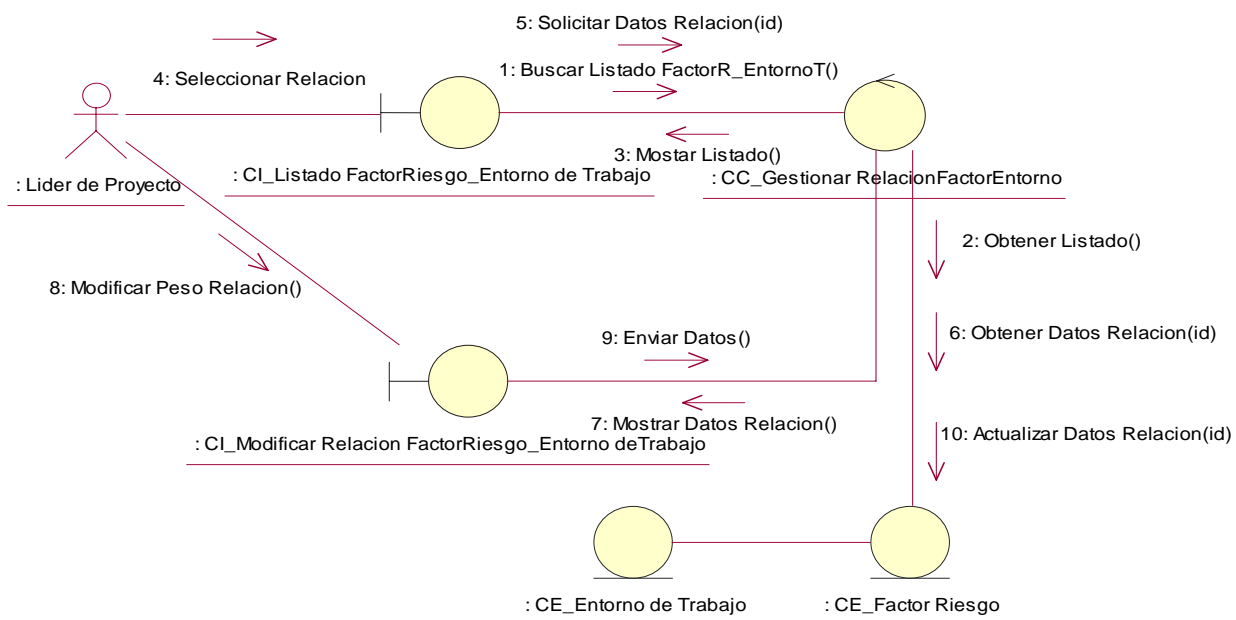 5: Solicitar Datos Relacion(id)
4: Seleccionar Relacion
1: Buscar Listado FactorR_EntornoT()
3: Mostar Listado()
: Lider de Proyecto
: CI_Listado FactorRiesgo_Entorno de Trabajo
: CC_Gestionar RelacionFactorEntorno
2: Obtener Listado()
8: Modificar Peso Relacion()
9: Enviar Datos()
6: Obtener Datos Relacion(id)
7: Mostrar Datos Relacion()
: CI_Modificar Relacion FactorRiesgo_Entorno deTrabajo
10: Actualizar Datos Relacion(id)
: CE_Entorno de Trabajo
: CE_Factor Riesgo